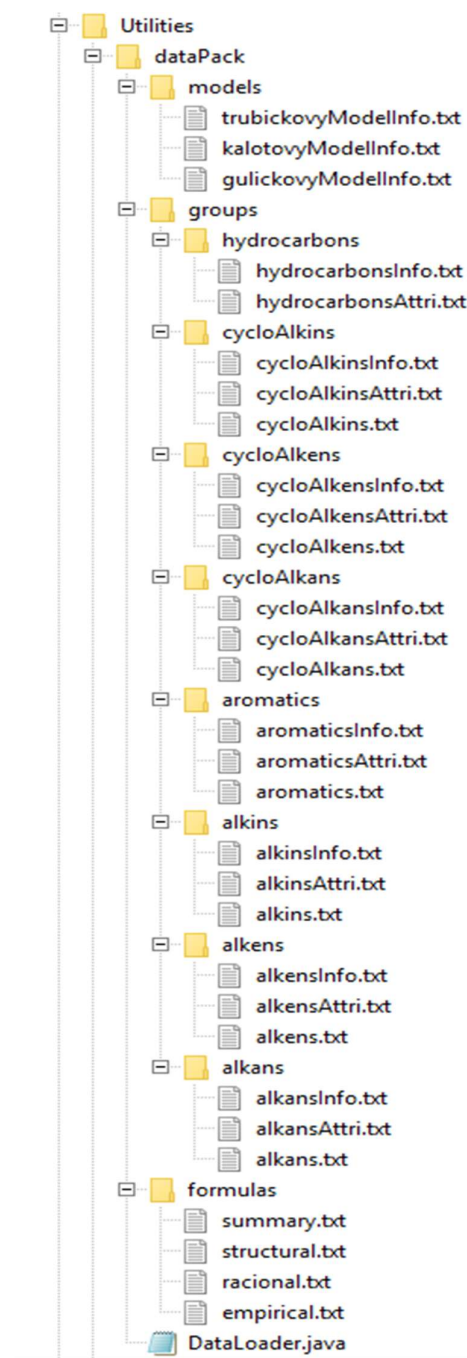 Utilities
dataPack
models
trubickovyModelInfo.txt
kalotovyModelInfo.txt
gulickovyModelInfo.txt
groups
hydrocarbons
hydrocarbonsInfo.txt
hydrocarbonsAttri.txt
cycloAlkins
cycloAlkinsInfo.txt
cycloAlkinsAttri.txt
cycloAlkins.txt
cycloAlkens
cycloAlkensInfo.txt
cycloAlkensAttri.txt
cycloAlkens.txt
cycloAlkans
cycloAlkansInfo.txt
cycloAlkansAttri.txt
cycloAlkans.txt
aromatics
aromaticsInfo.txt
aromaticsAttri.txt
aromatics.txt
alkins
alkinsInfo.txt
alkinsAttri.txt
alkins.txt
alkens
alkensInfo.txt
alkensAttri.txt
alkens.txt
alkans
alkansInfo.txt
alkansAttri.txt
alkans.txt
formulas
summary.txt
structural.txt
racional.txt
empirical.txt
DataLoader.java